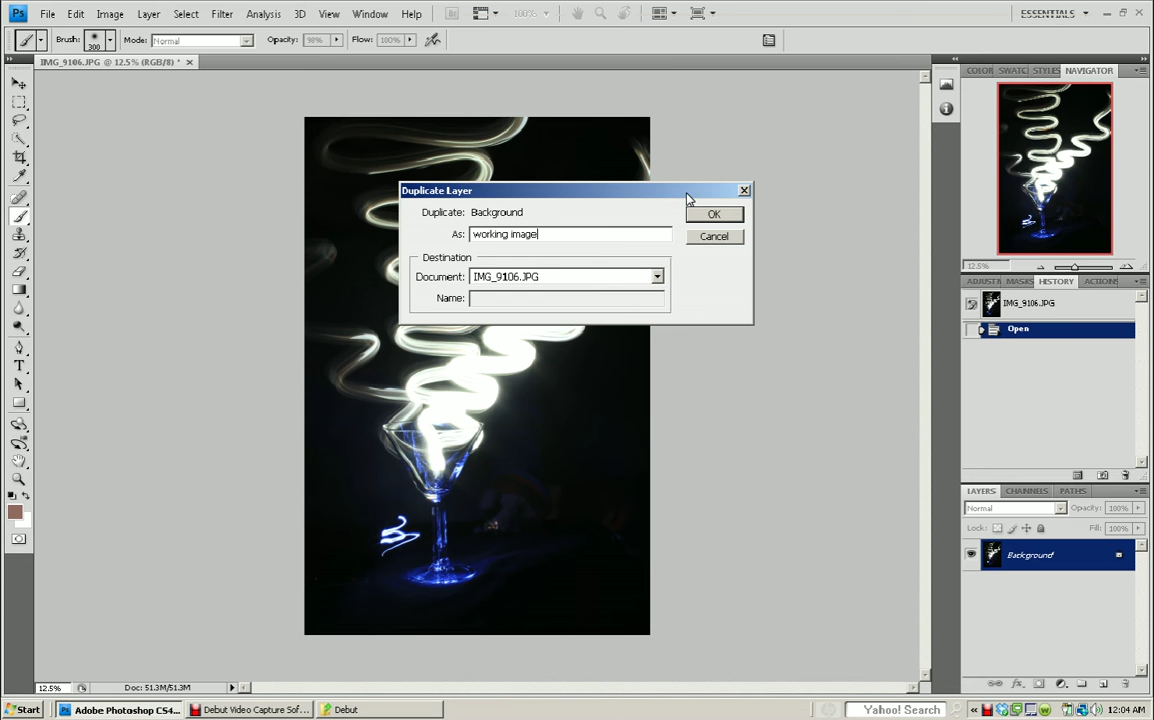 Ps File Edit Image Layer Select Filter Analysis 3D View Window Help Br 100% ESSENTIALS
Brush: 300 Mode: Normal Opacity: 98% Flow: 100%
IMG_9106.JPG @ 12.5% (RGB/8) *
COLOR SWATC STYLES NAVIGATOR
Duplicate Layer
Duplicate: Background
OK
As: working image
Cancel
Destination
Document: IMG_9106.JPG
Name:
12.5%
ADJUSTI MASKS HISTORY ACTIONS
IMG_9106.JPG
Open
LAYERS CHANNELS PATHS
Normal Opacity: 100%
Lock: Fill: 100%
Background
12.5% Doc: 51.3M/51.3M
Start Adobe Photoshop CS4... Debut Video Capture Sof... Debut Yahoo! Search 12:04 AM